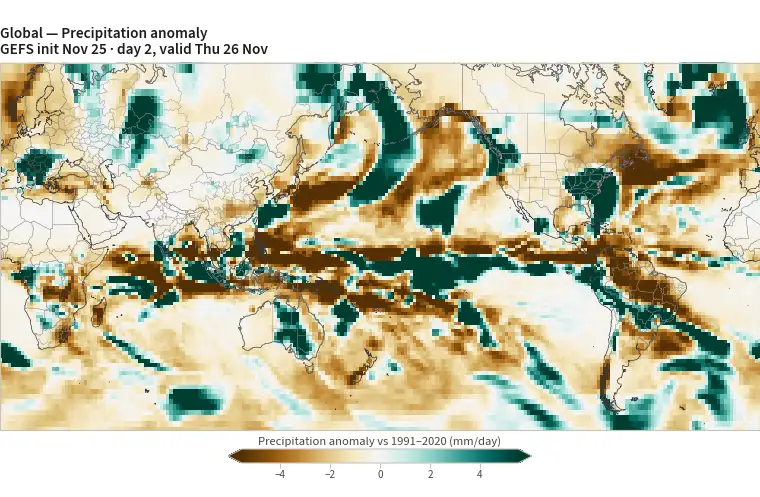 Global — Precipitation anomaly
GEFS init Nov 25 · day 2, valid Thu 26 Nov
Precipitation anomaly vs 1991–2020 (mm/day)
−4 −2 0 2 4